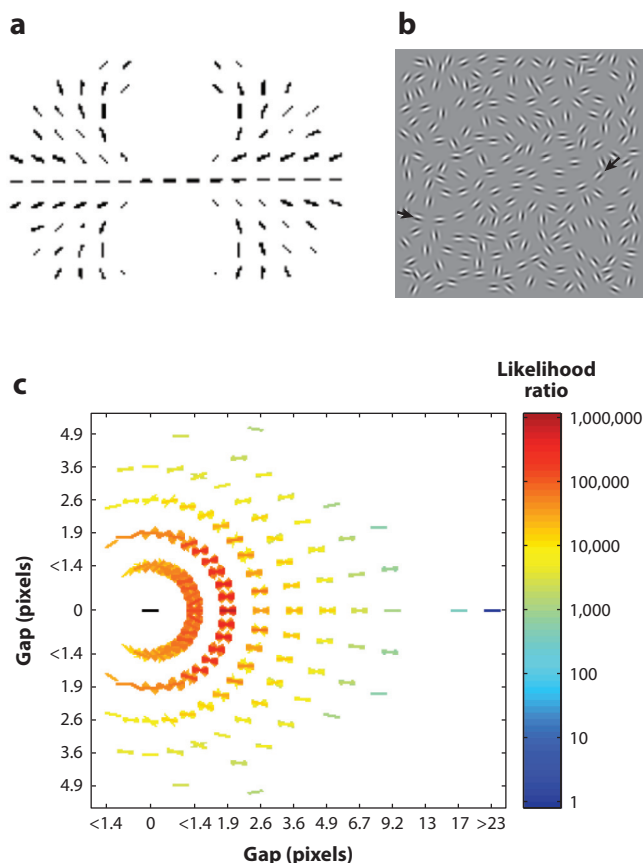 a
b
c
Likelihood
ratio
1,000,000
100,000
10,000
1,000
100
10
1
Gap (pixels)
4.9
3.6
2.6
1.9
<1.4
0
<1.4
1.9
2.6
3.6
4.9
<1.4 0 <1.4 1.9 2.6 3.6 4.9 6.7 9.2 13 17 >23
Gap (pixels)